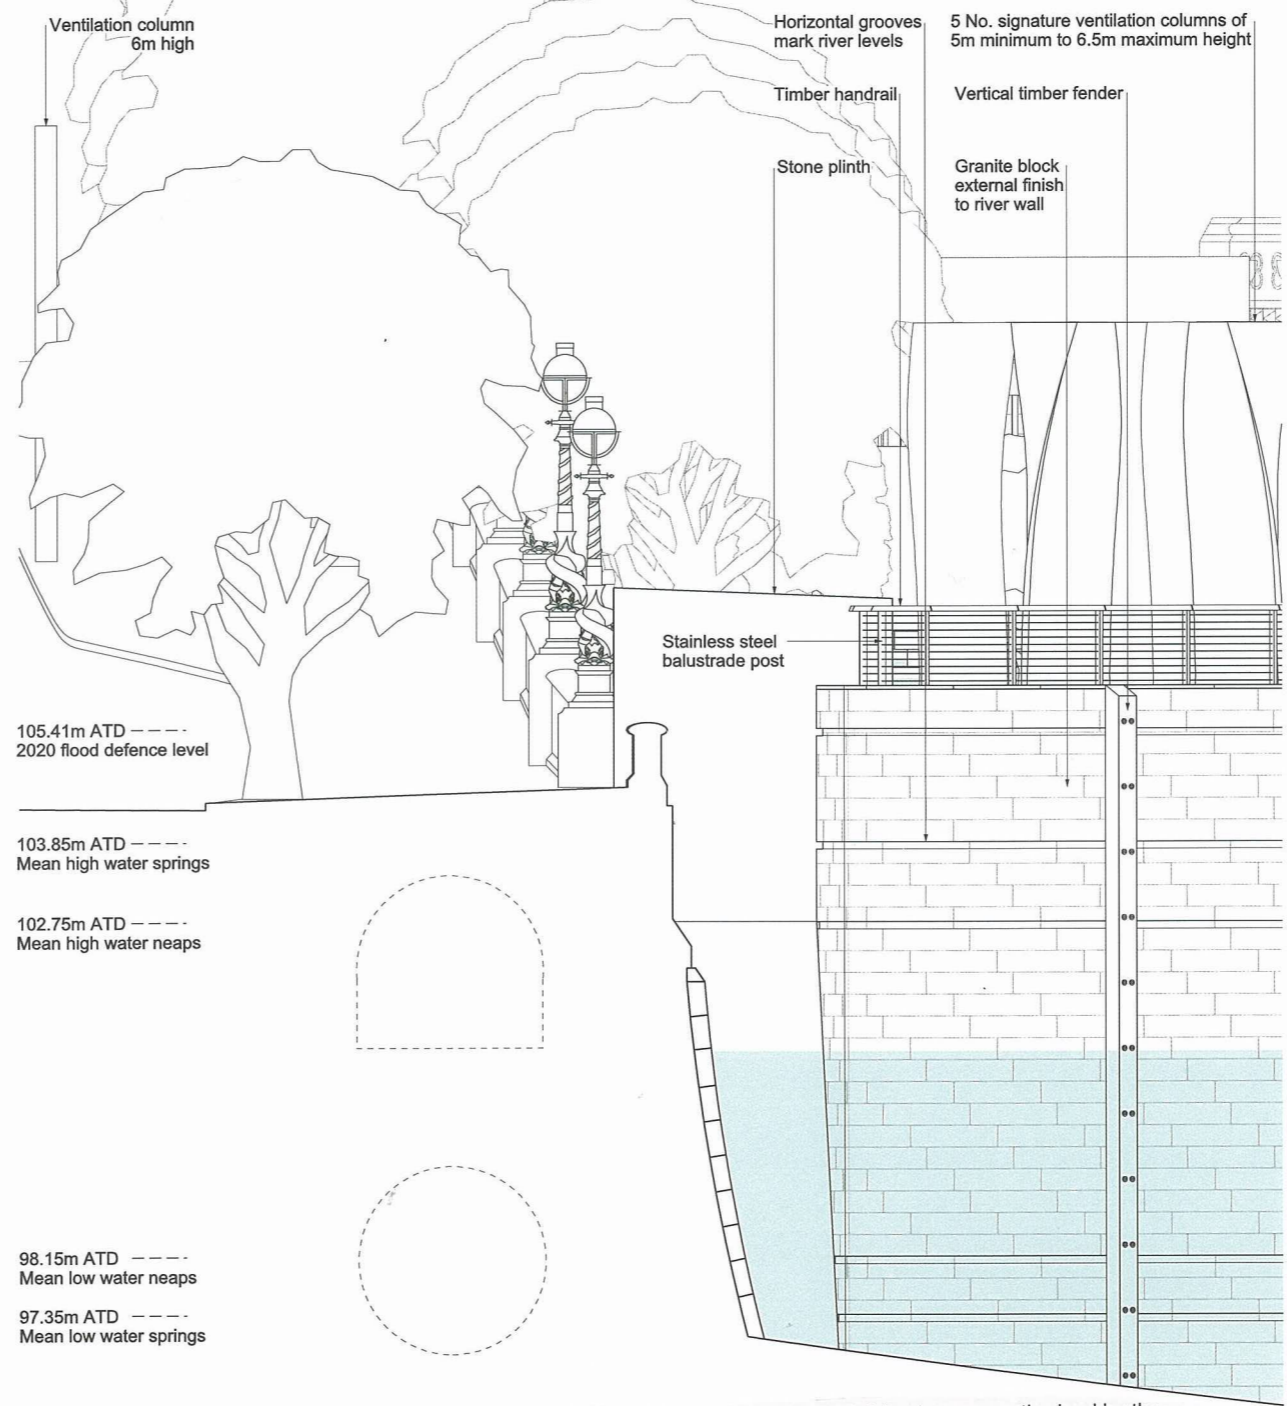 Ventilation column
6m high
Horizontal grooves
mark river levels
5 No. signature ventilation columns of
5m minimum to 6.5m maximum height
Timber handrail
Vertical timber fender
Stone plinth
Granite block
external finish
to river wall
Stainless steel
balustrade post
105.41m ATD
2020 flood defence level
103.85m ATD
Mean high water springs
102.75m ATD
Mean high water neaps
98.15m ATD
Mean low water neaps
97.35m ATD
Mean low water springs